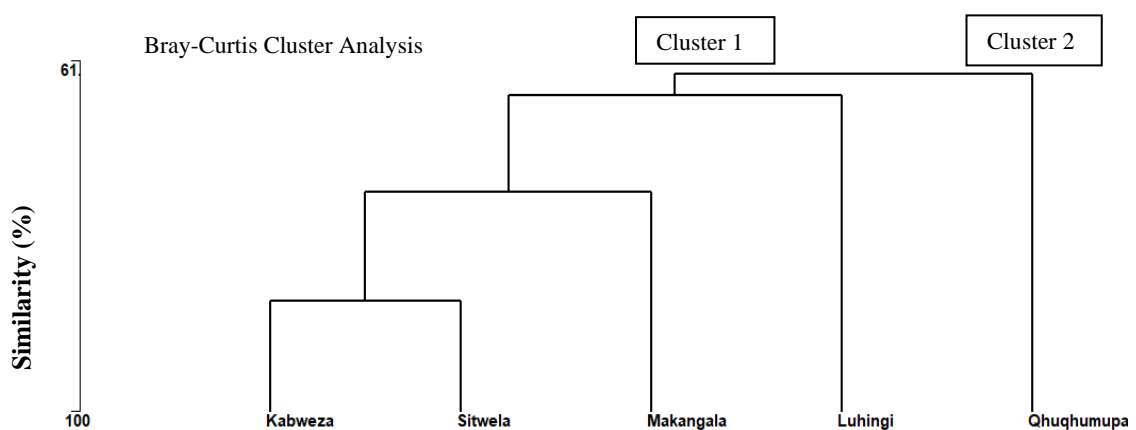 Bray-Curtis Cluster Analysis
Cluster 1
Cluster 2
61.
Similarity (%)
100
Kabweza
Sitwela
Makangala
Luhingi
Qhuqhumupa